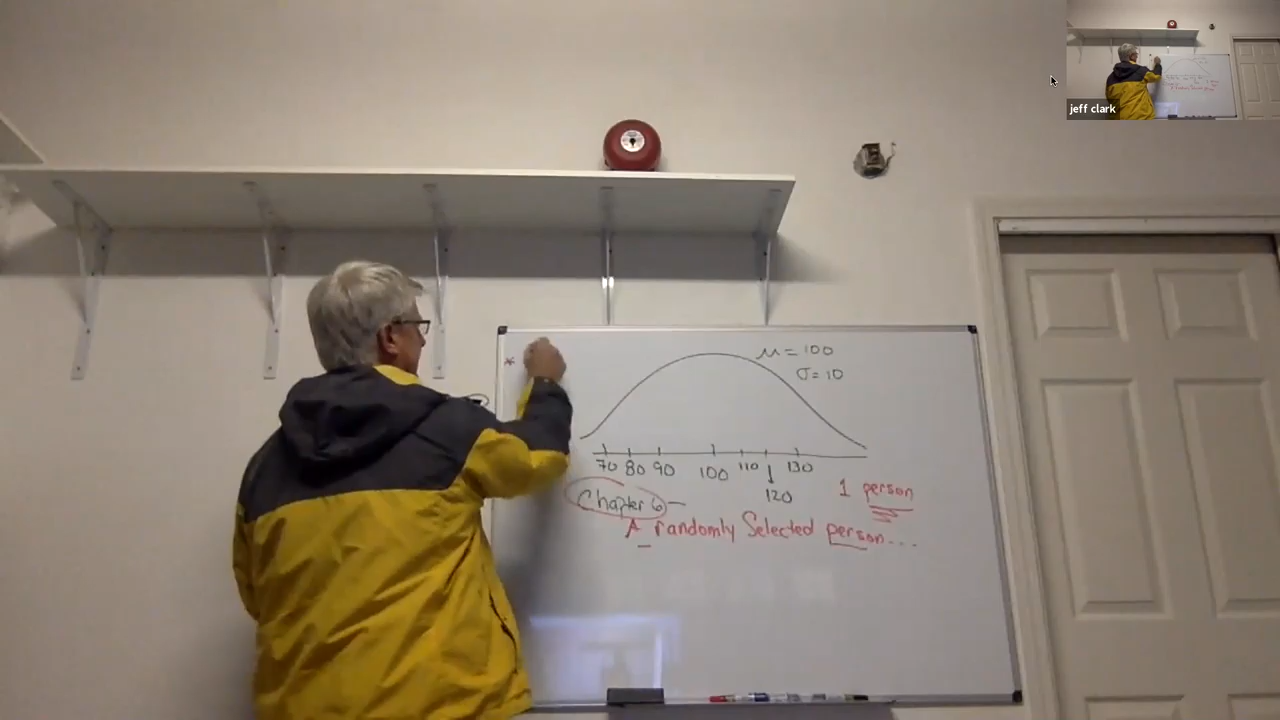 jeff clark
*
μ = 100
σ = 10
70 80 90 100 110 130
120
Chapter 6 —
1 person
A randomly Selected person...